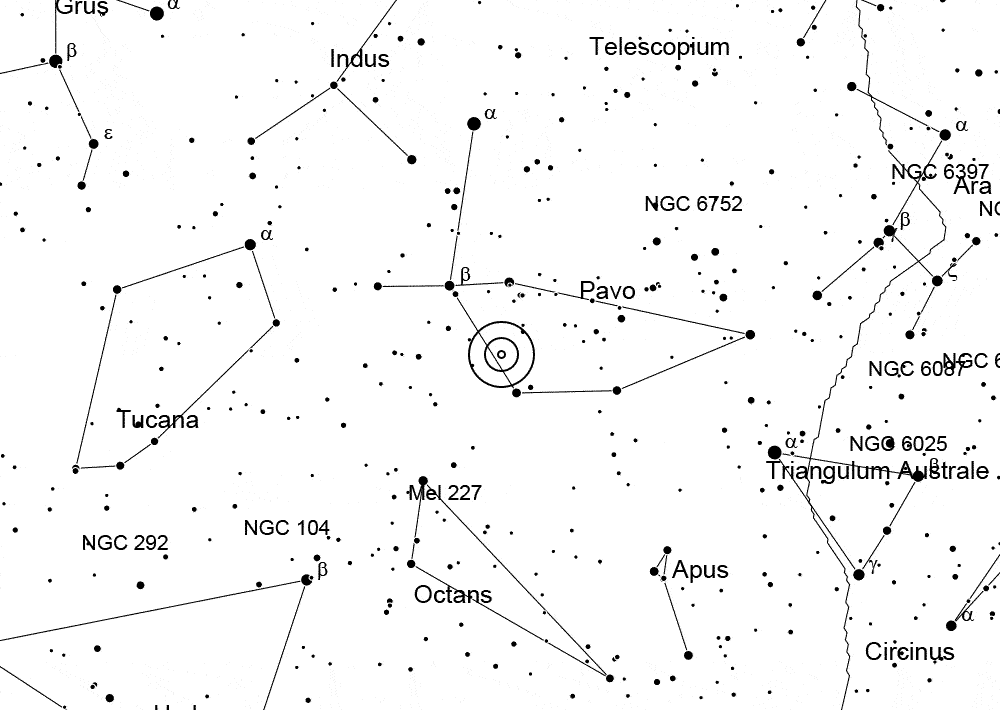 Grus
α
β
Indus
Telescopium
α
ε
α
NGC 6397
Ara
NGC 6752
β
γ
α
β
Pavo
ζ
NGC 6087
Tucana
α
NGC 6025
β
Triangulum Australe
Mel 227
NGC 104
NGC 292
β
Octans
Apus
γ
α
Circinus